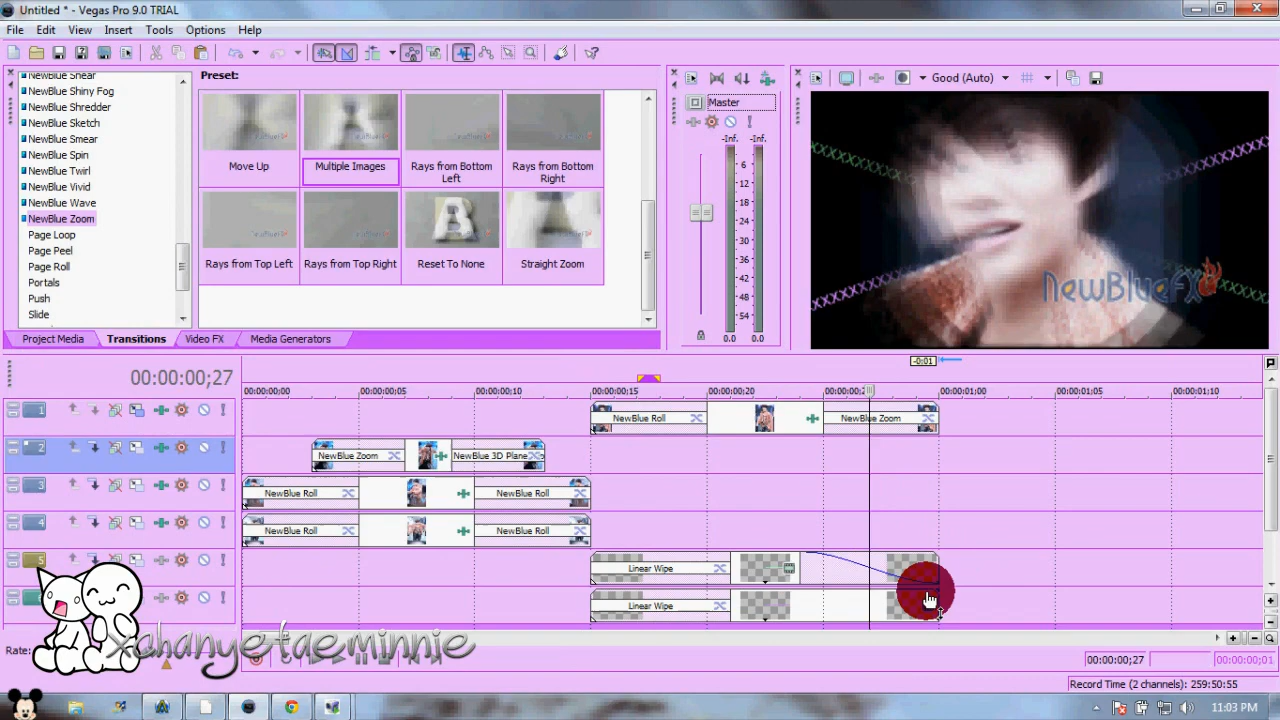 Untitled * - Vegas Pro 9.0 TRIAL
File Edit View Insert Tools Options Help
NewBlue Shear
NewBlue Shiny Fog
NewBlue Shredder
NewBlue Sketch
NewBlue Smear
NewBlue Spin
NewBlue Twirl
NewBlue Vivid
NewBlue Wave
NewBlue Zoom
Page Loop
Page Peel
Page Roll
Portals
Push
Slide
Preset:
Move Up
Multiple Images
Rays from Bottom Left
Rays from Bottom Right
Rays from Top Left
Rays from Top Right
Reset To None
Straight Zoom
Project Media Transitions Video FX Media Generators
Master
-Inf. -Inf.
6
12
18
24
30
36
42
48
54
0.0 0.0
Good (Auto)
NewBlueFX
-0:01
00:00:00;27
00:00:00;00 00:00:00;05 00:00:00;10 00:00:00;15 00:00:00;20 00:00:01;00 00:00:01;05 00:00:01;10
1 NewBlue Roll NewBlue Zoom
2 NewBlue Zoom NewBlue 3D Plane
3 NewBlue Roll NewBlue Roll
4 NewBlue Roll NewBlue Roll
5 Linear Wipe
Linear Wipe
xchanyetaeminnie
Rate:
00:00:00;27 00:00:00;01
Record Time (2 channels): 259:50:55
11:03 PM